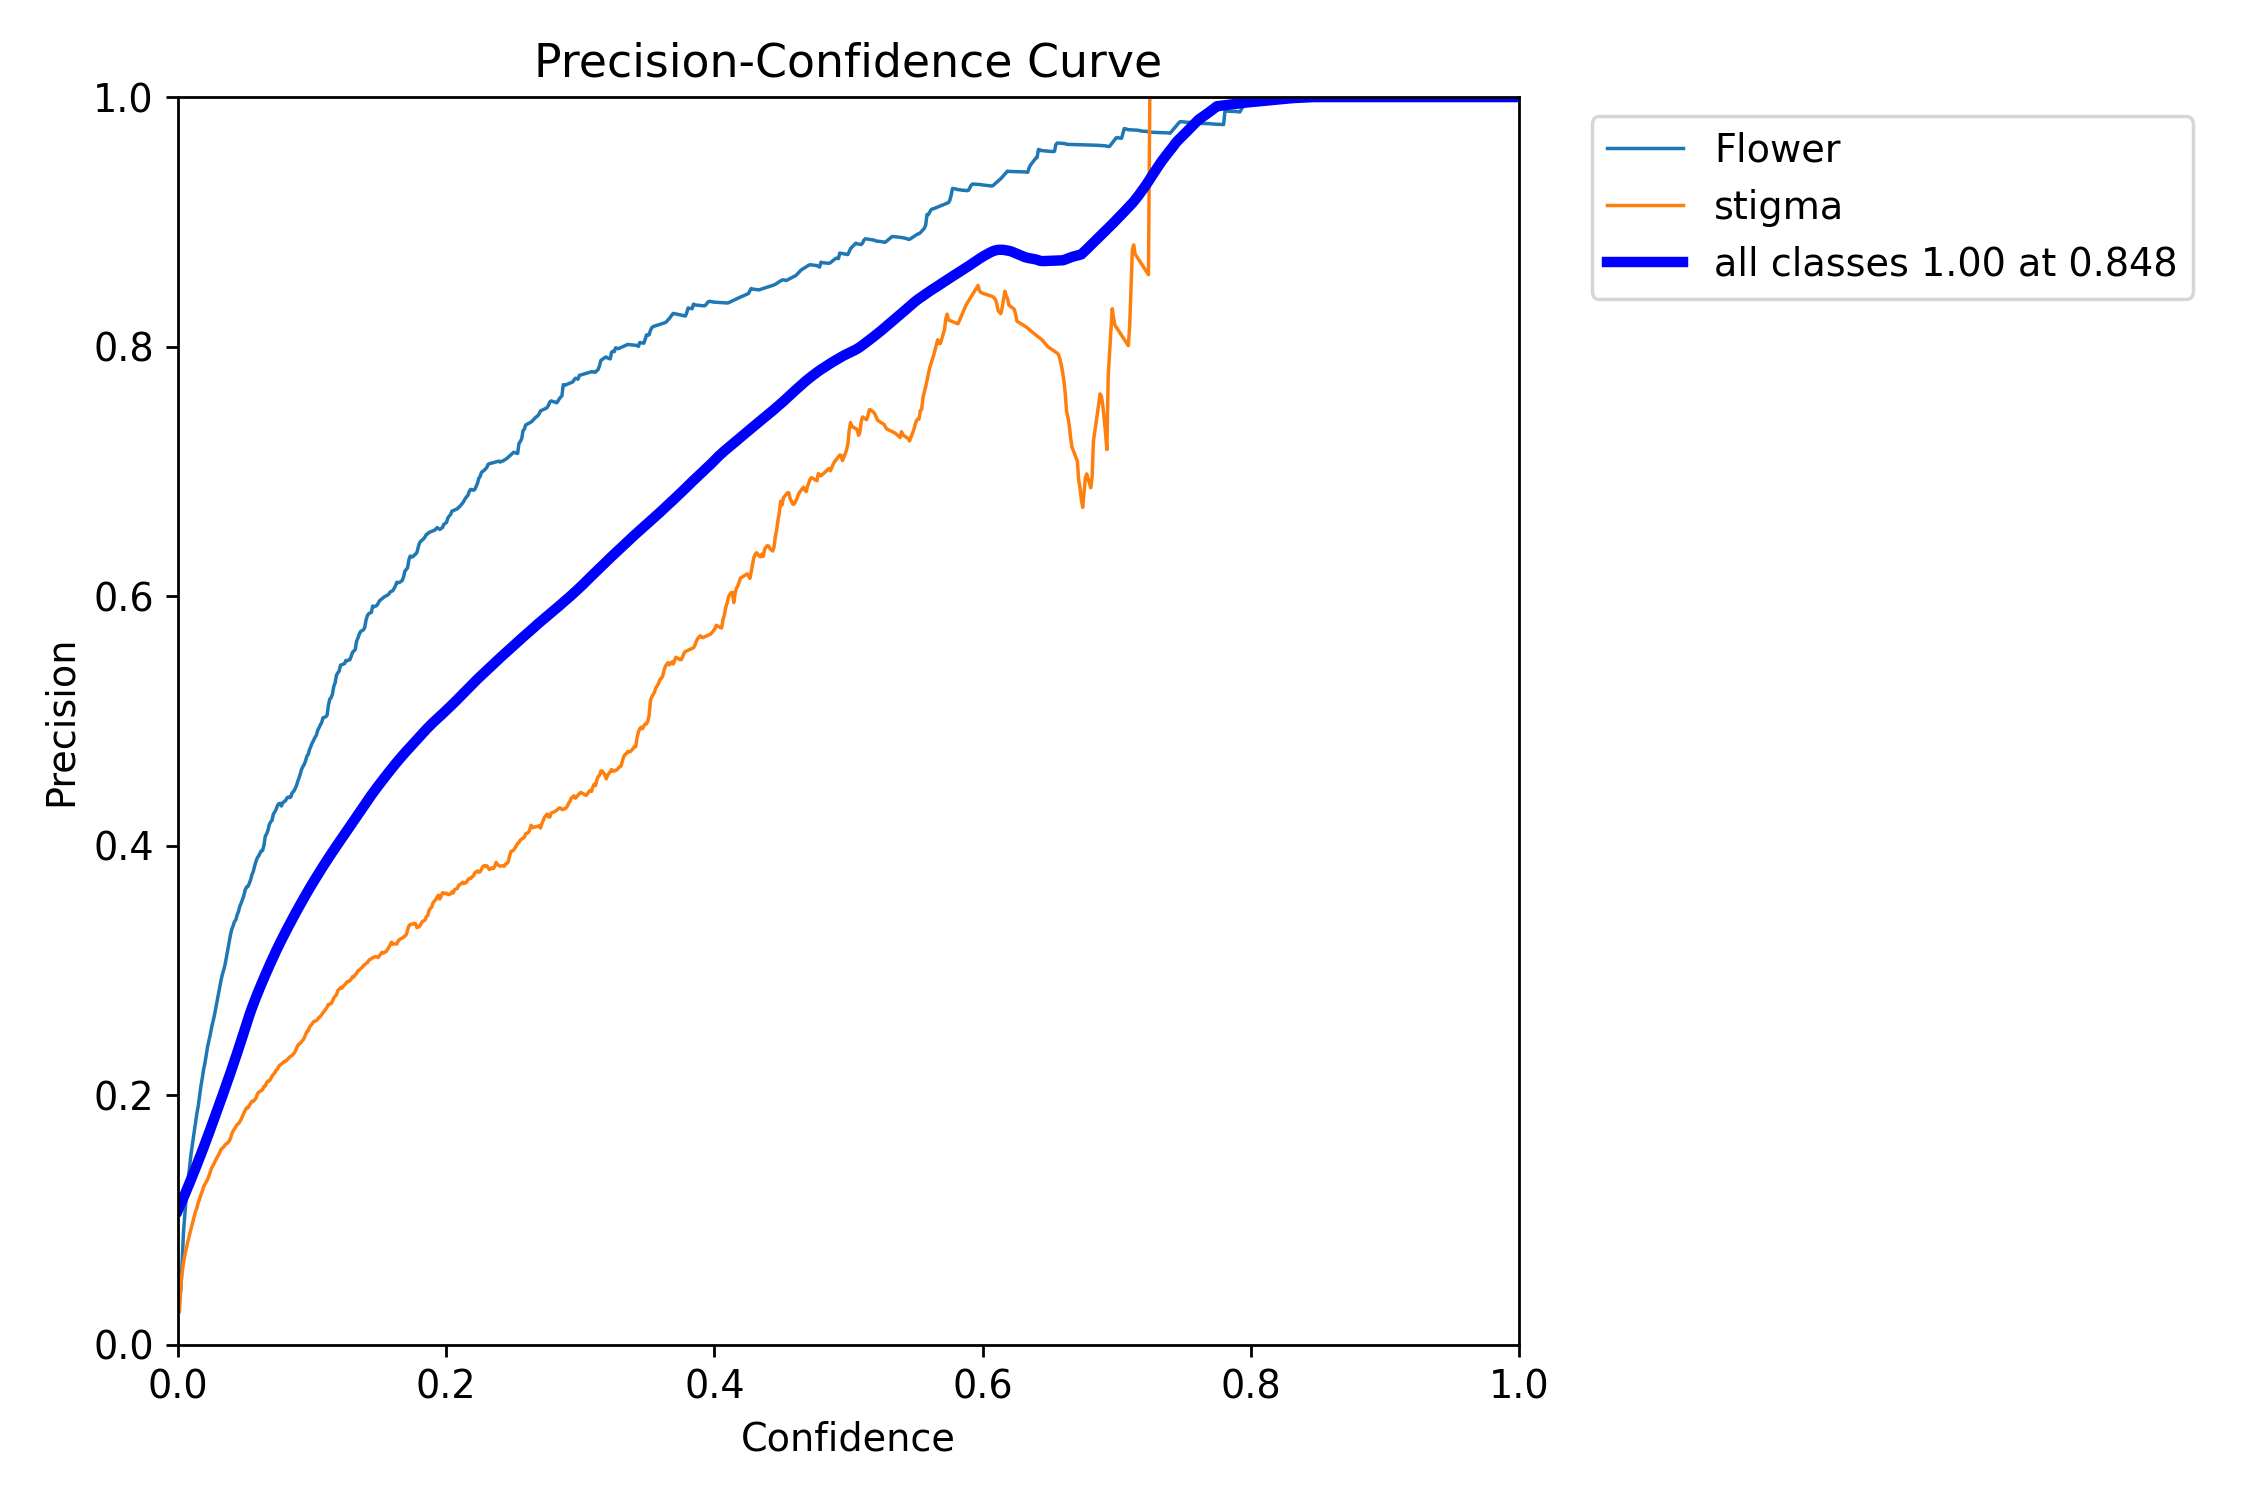 Precision-Confidence Curve
1.0
0.8
0.6
0.4
0.2
0.0
Precision
0.0 0.2 0.4 0.6 0.8 1.0
Confidence
Flower
stigma
all classes 1.00 at 0.848